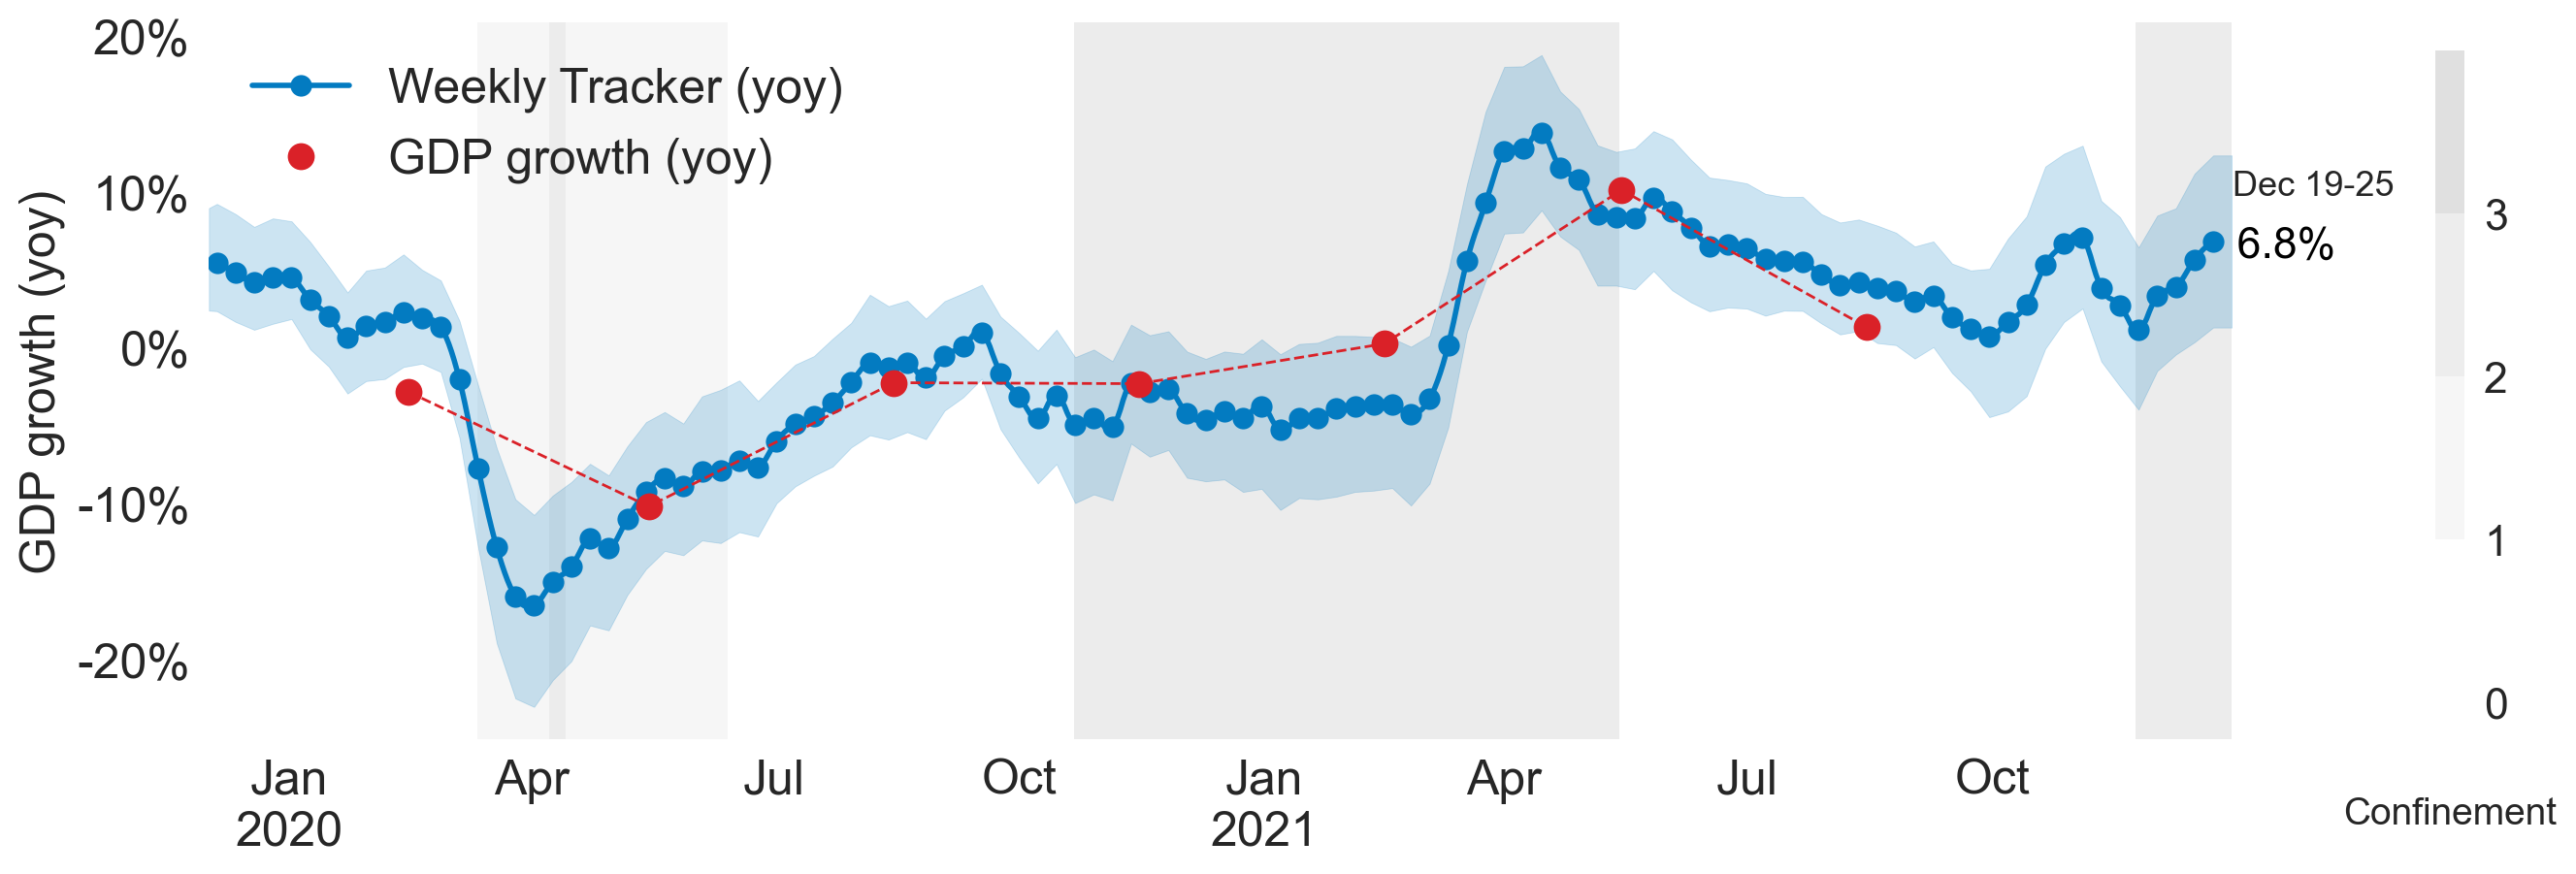 20%
10%
0%
-10%
-20%
GDP growth (yoy)
Weekly Tracker (yoy)
GDP growth (yoy)
Dec 19-25
6.8%
3
2
1
0
Confinement
Jan
2020
Apr
Jul
Oct
Jan
2021
Apr
Jul
Oct